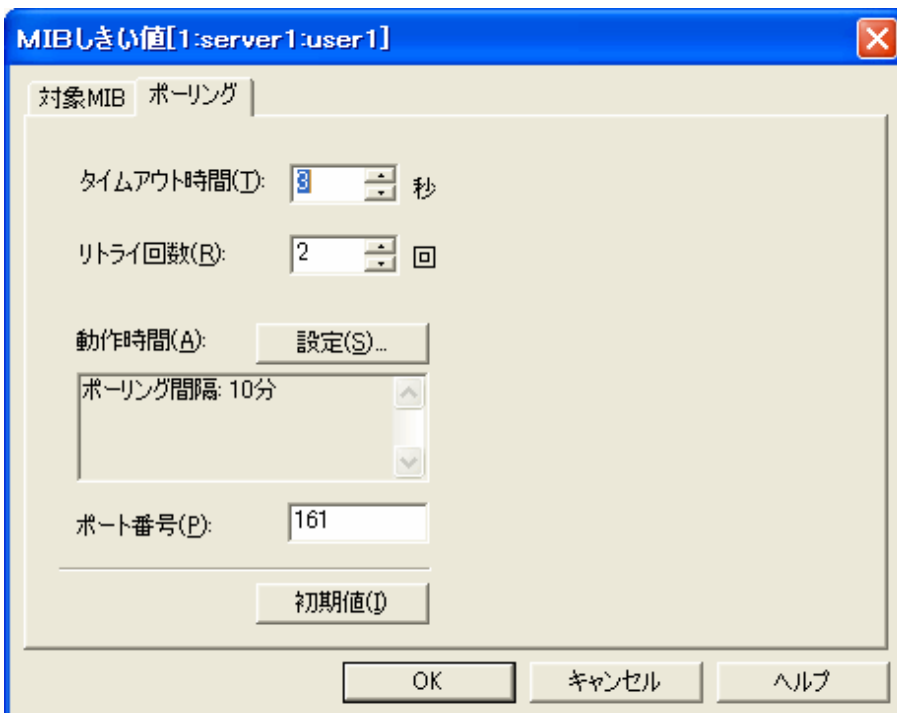 MIBしきい値[1:server1:user1]
対象MIB ポーリング
タイムアウト時間(T): 3 秒
リトライ回数(R): 2 回
動作時間(A): 設定(S)...
ポーリング間隔: 10分
ポート番号(P): 161
初期値(I)
OK キャンセル ヘルプ